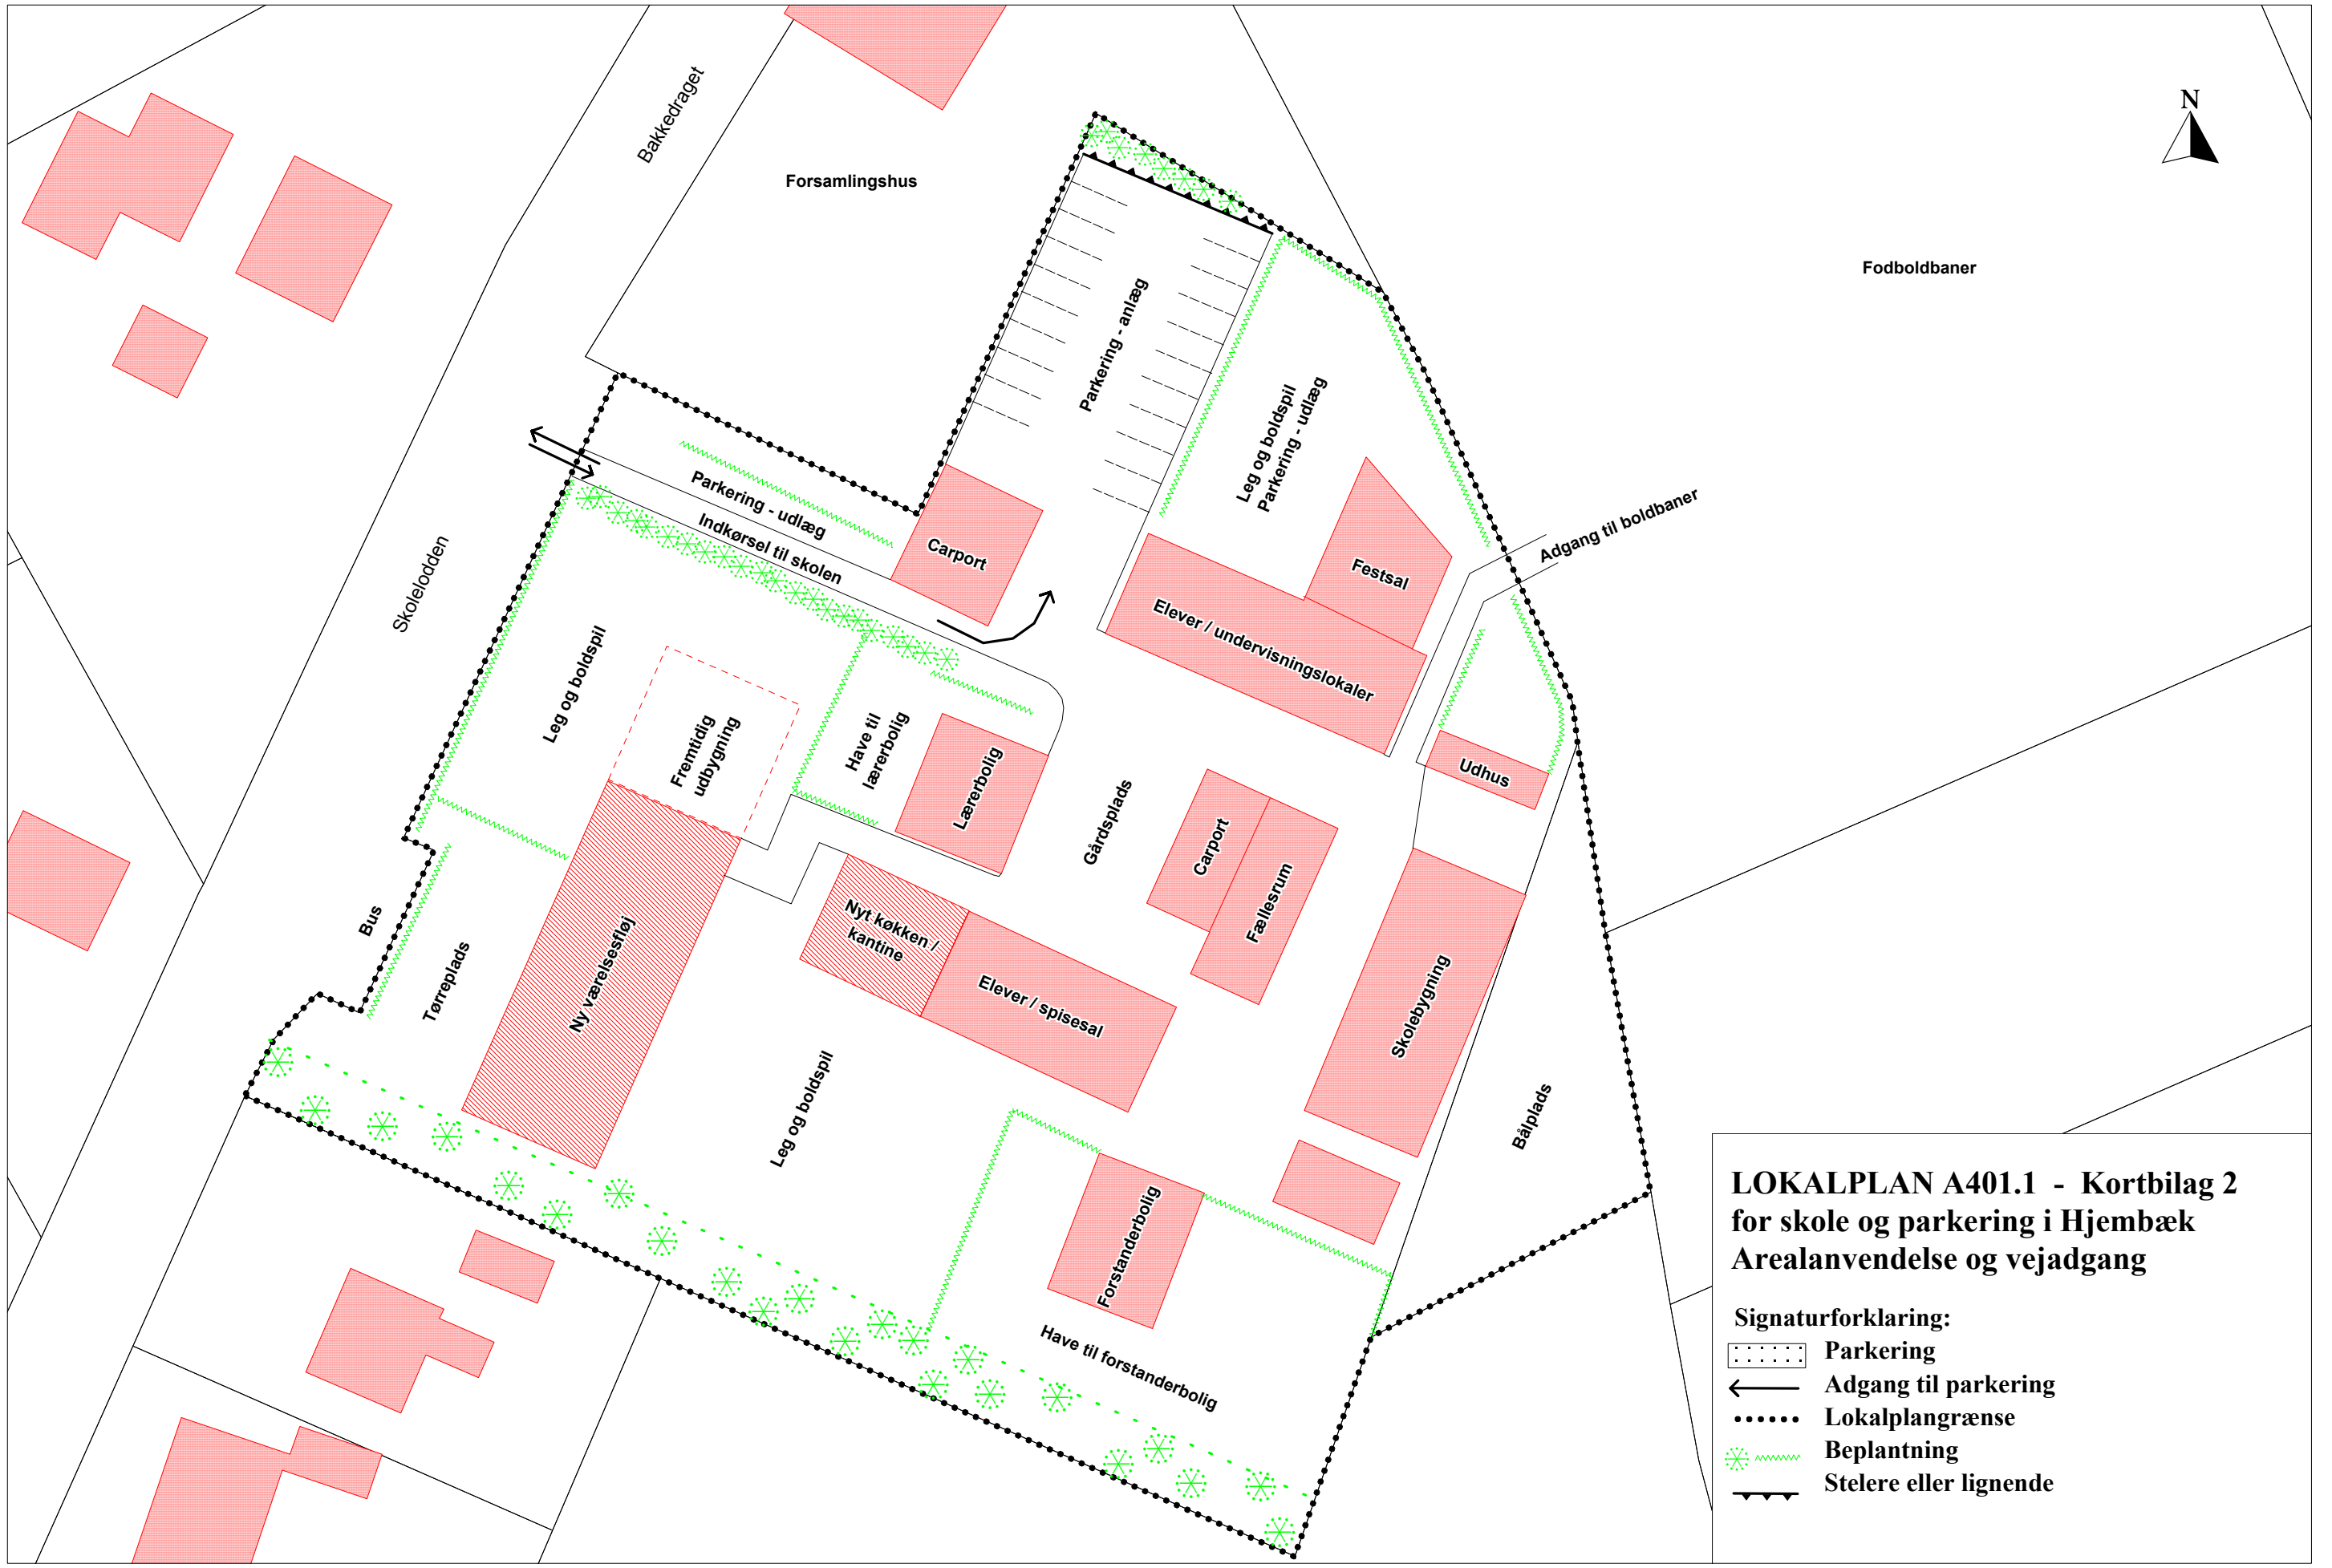 N
Bakkedraget
Forsamlingshus
Fodboldbaner
Parkering - anlæg
Leg og boldspil
Parkering - udlæg
Adgang til boldbaner
Parkering - udlæg
Indkørsel til skolen
Carport
Festsal
Elever / undervisningslokaler
Skolelodden
Leg og boldspil
Fremtidig
udbygning
Have til
lærerbolig
Lærerbolig
Gårdsplads
Udhus
Carport
Fællesrum
Bus
Tørreplads
Ny værelsesfløj
Nyt køkken /
kantine
Elever / spisesal
Skolebygning
Leg og boldspil
Bålplads
Forstanderbolig
Have til forstanderbolig
LOKALPLAN A401.1 - Kortbilag 2
for skole og parkering i Hjembæk
Arealanvendelse og vejadgang
Signaturforklaring:
Parkering
Adgang til parkering
Lokalplangrænse
Beplantning
Stelere eller lignende